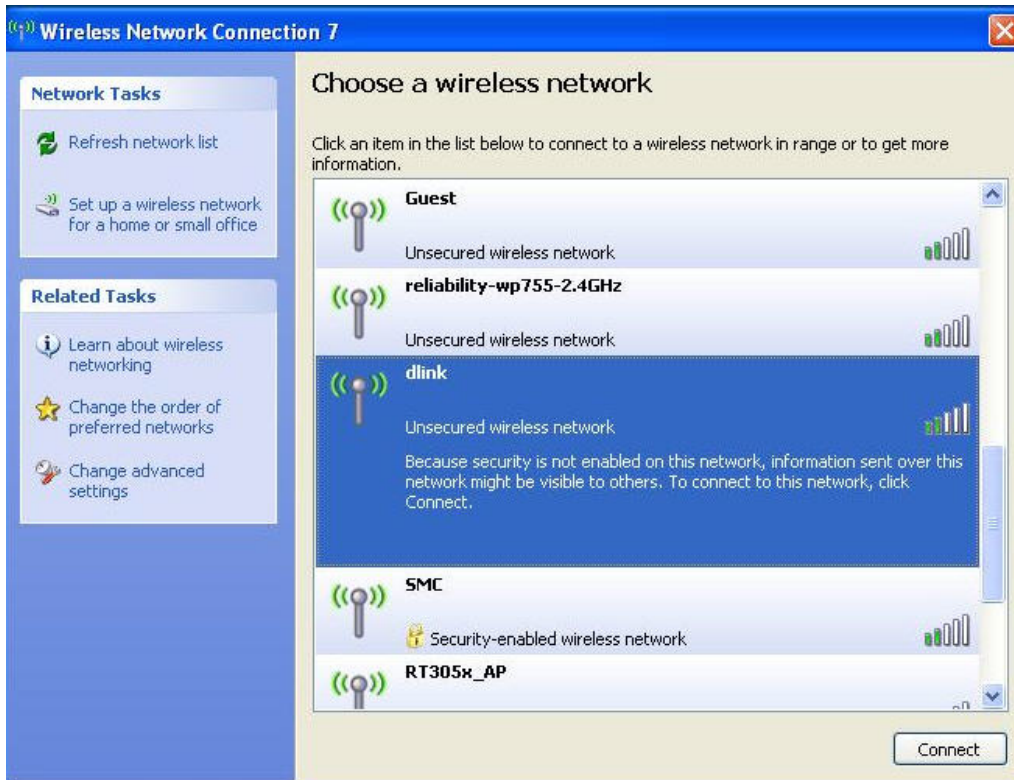 Wireless Network Connection 7
Network Tasks
Refresh network list
Set up a wireless network
for a home or small office
Related Tasks
Learn about wireless
networking
Change the order of
preferred networks
Change advanced
settings
Choose a wireless network
Click an item in the list below to connect to a wireless network in range or to get more
information.
Guest
Unsecured wireless network
reliability-wp755-2.4GHz
Unsecured wireless network
dlink
Unsecured wireless network
Because security is not enabled on this network, information sent over this
network might be visible to others. To connect to this network, click
Connect.
SMC
Security-enabled wireless network
RT305x_AP
Connect